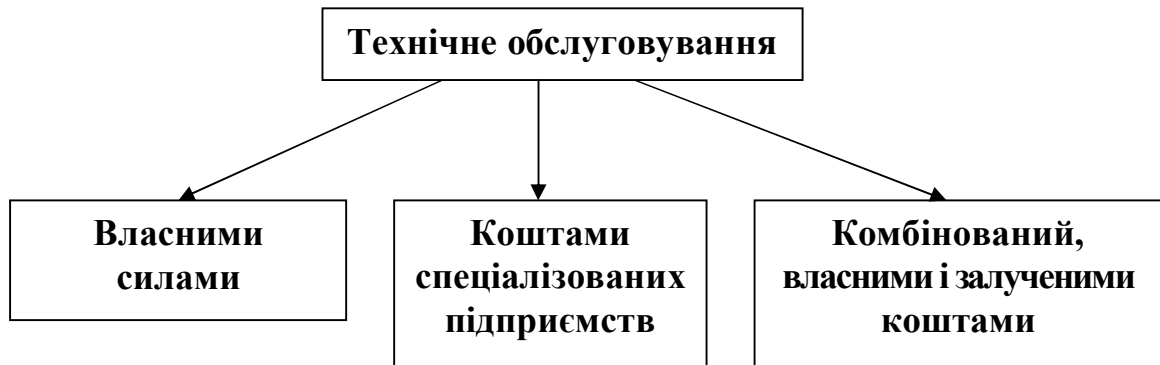 Технічне обслуговування
Власними
силами
Коштами
спеціалізованих
підприємств
Комбінований,
власними і залученими
коштами